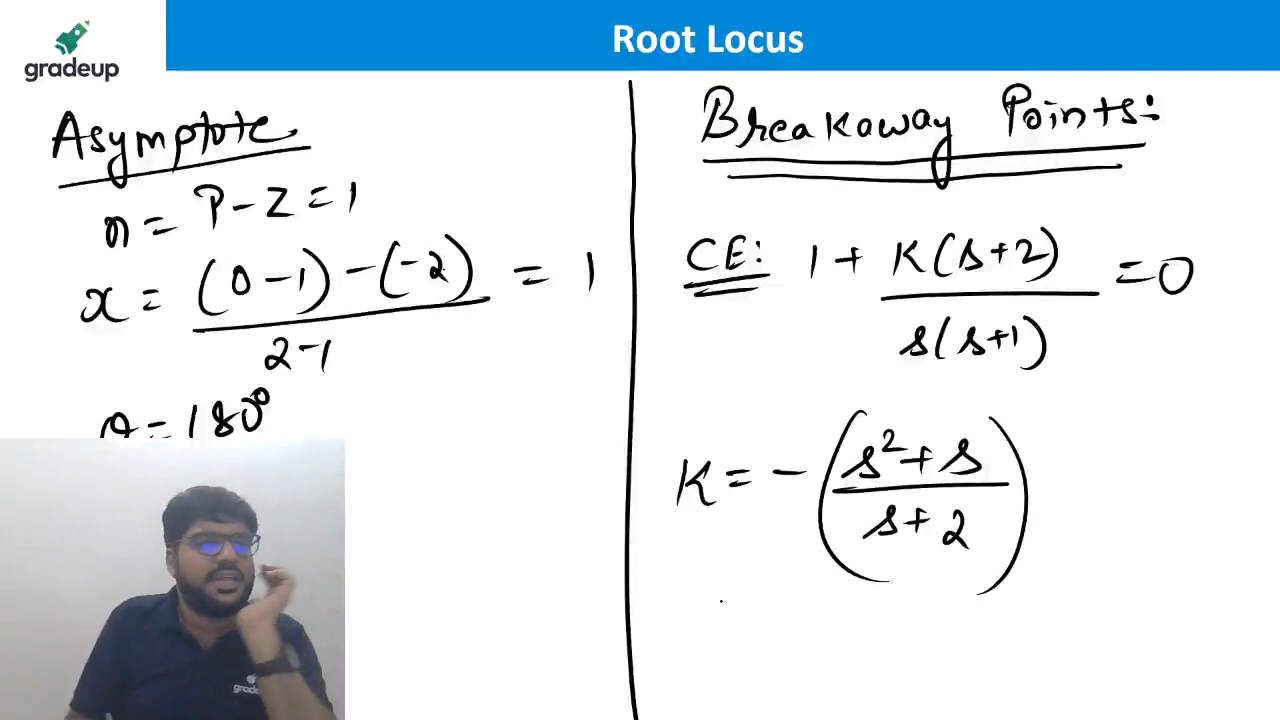 gradeup
Root Locus
Asymptote
n = P - Z = 1
x = (0-1) - (-2) / 2-1 = 1
θ = 180°
Breakaway Points:
CE: 1 + K(s+2) / s(s+1) = 0
K = - (s² + s / s + 2)